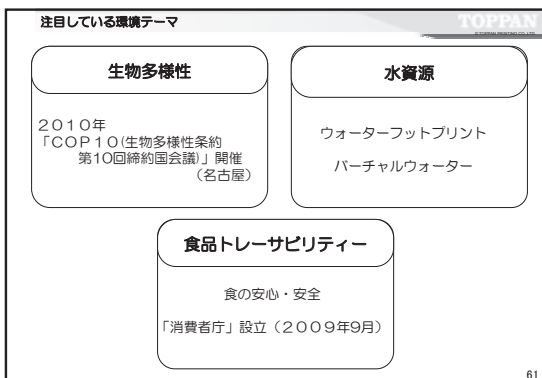 注目している環境テーマ
TOPPAN
© TOPPAN PRINTING CO., LTD.
生物多様性
2010年
「COP10(生物多様性条約
第10回締約国会議)」開催
(名古屋)
水資源
ウォーターフットプリント
バーチャルウォーター
食品トレーサビリティー
食の安心・安全
「消費者庁」設立(2009年9月)
61